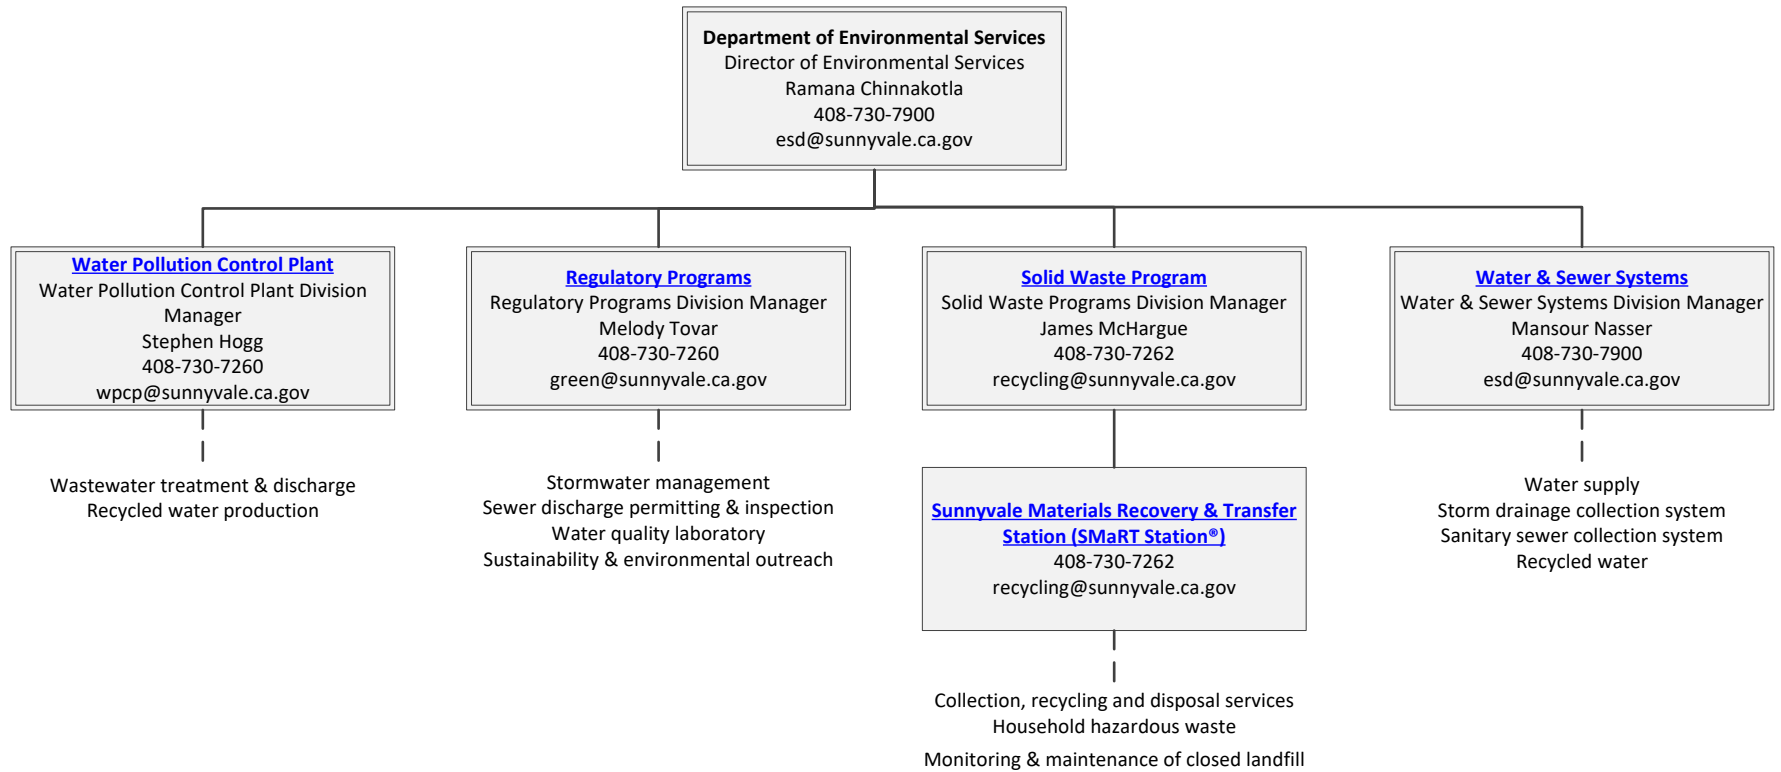 Department of Environmental Services
Director of Environmental Services
Ramana Chinnakotla
408-730-7900
esd@sunnyvale.ca.gov
Water Pollution Control Plant
Water Pollution Control Plant Division
Manager
Stephen Hogg
408-730-7260
wpcp@sunnyvale.ca.gov
Wastewater treatment & discharge
Recycled water production
Regulatory Programs
Regulatory Programs Division Manager
Melody Tovar
408-730-7260
green@sunnyvale.ca.gov
Stormwater management
Sewer discharge permitting & inspection
Water quality laboratory
Sustainability & environmental outreach
Solid Waste Program
Solid Waste Programs Division Manager
James McHargue
408-730-7262
recycling@sunnyvale.ca.gov
Sunnyvale Materials Recovery & Transfer
Station (SMaRT Station®)
408-730-7262
recycling@sunnyvale.ca.gov
Collection, recycling and disposal services
Household hazardous waste
Monitoring & maintenance of closed landfill
Water & Sewer Systems
Water & Sewer Systems Division Manager
Mansour Nasser
408-730-7900
esd@sunnyvale.ca.gov
Water supply
Storm drainage collection system
Sanitary sewer collection system
Recycled water